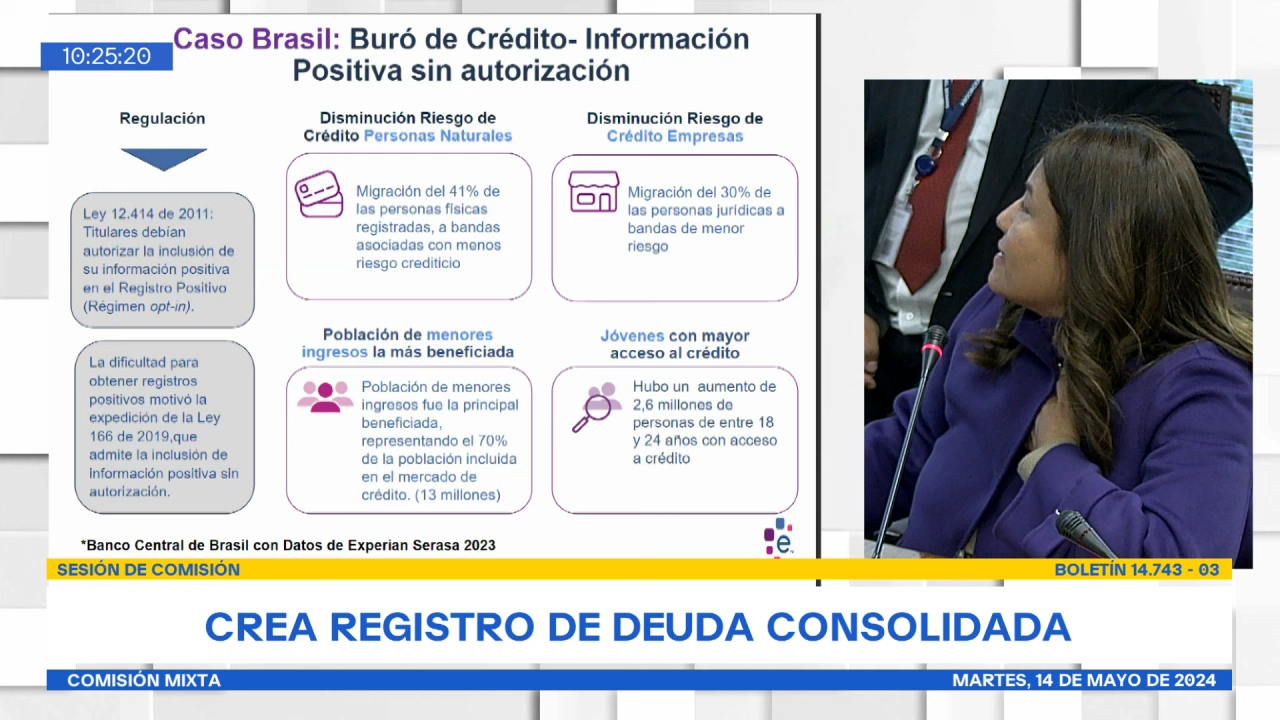 10:25:20
Caso Brasil: Buró de Crédito- Información
Positiva sin autorización
Regulación
Ley 12.414 de 2011:
Titulares debían
autorizar la inclusión de
su información positiva
en el Registro Positivo
(Régimen opt-in).
La dificultad para
obtener registros
positivos motivó la
expedición de la Ley
166 de 2019,que
admite la inclusión de
información positiva sin
autorización.
Disminución Riesgo de
Crédito Personas Naturales
Migración del 41% de
las personas físicas
registradas, a bandas
asociadas con menos
riesgo crediticio
Disminución Riesgo de
Crédito Empresas
Migración del 30% de
las personas jurídicas a
bandas de menor
riesgo
Población de menores
ingresos la más beneficiada
Población de menores
ingresos fue la principal
beneficiada,
representando el 70%
de la población incluida
en el mercado de
crédito. (13 millones)
Jóvenes con mayor
acceso al crédito
Hubo un aumento de
2,6 millones de
personas de entre 18
y 24 años con acceso
a crédito
*Banco Central de Brasil con Datos de Experian Serasa 2023
e
SESIÓN DE COMISIÓN
BOLETÍN 14.743 - 03
CREA REGISTRO DE DEUDA CONSOLIDADA
COMISIÓN MIXTA
MARTES, 14 DE MAYO DE 2024